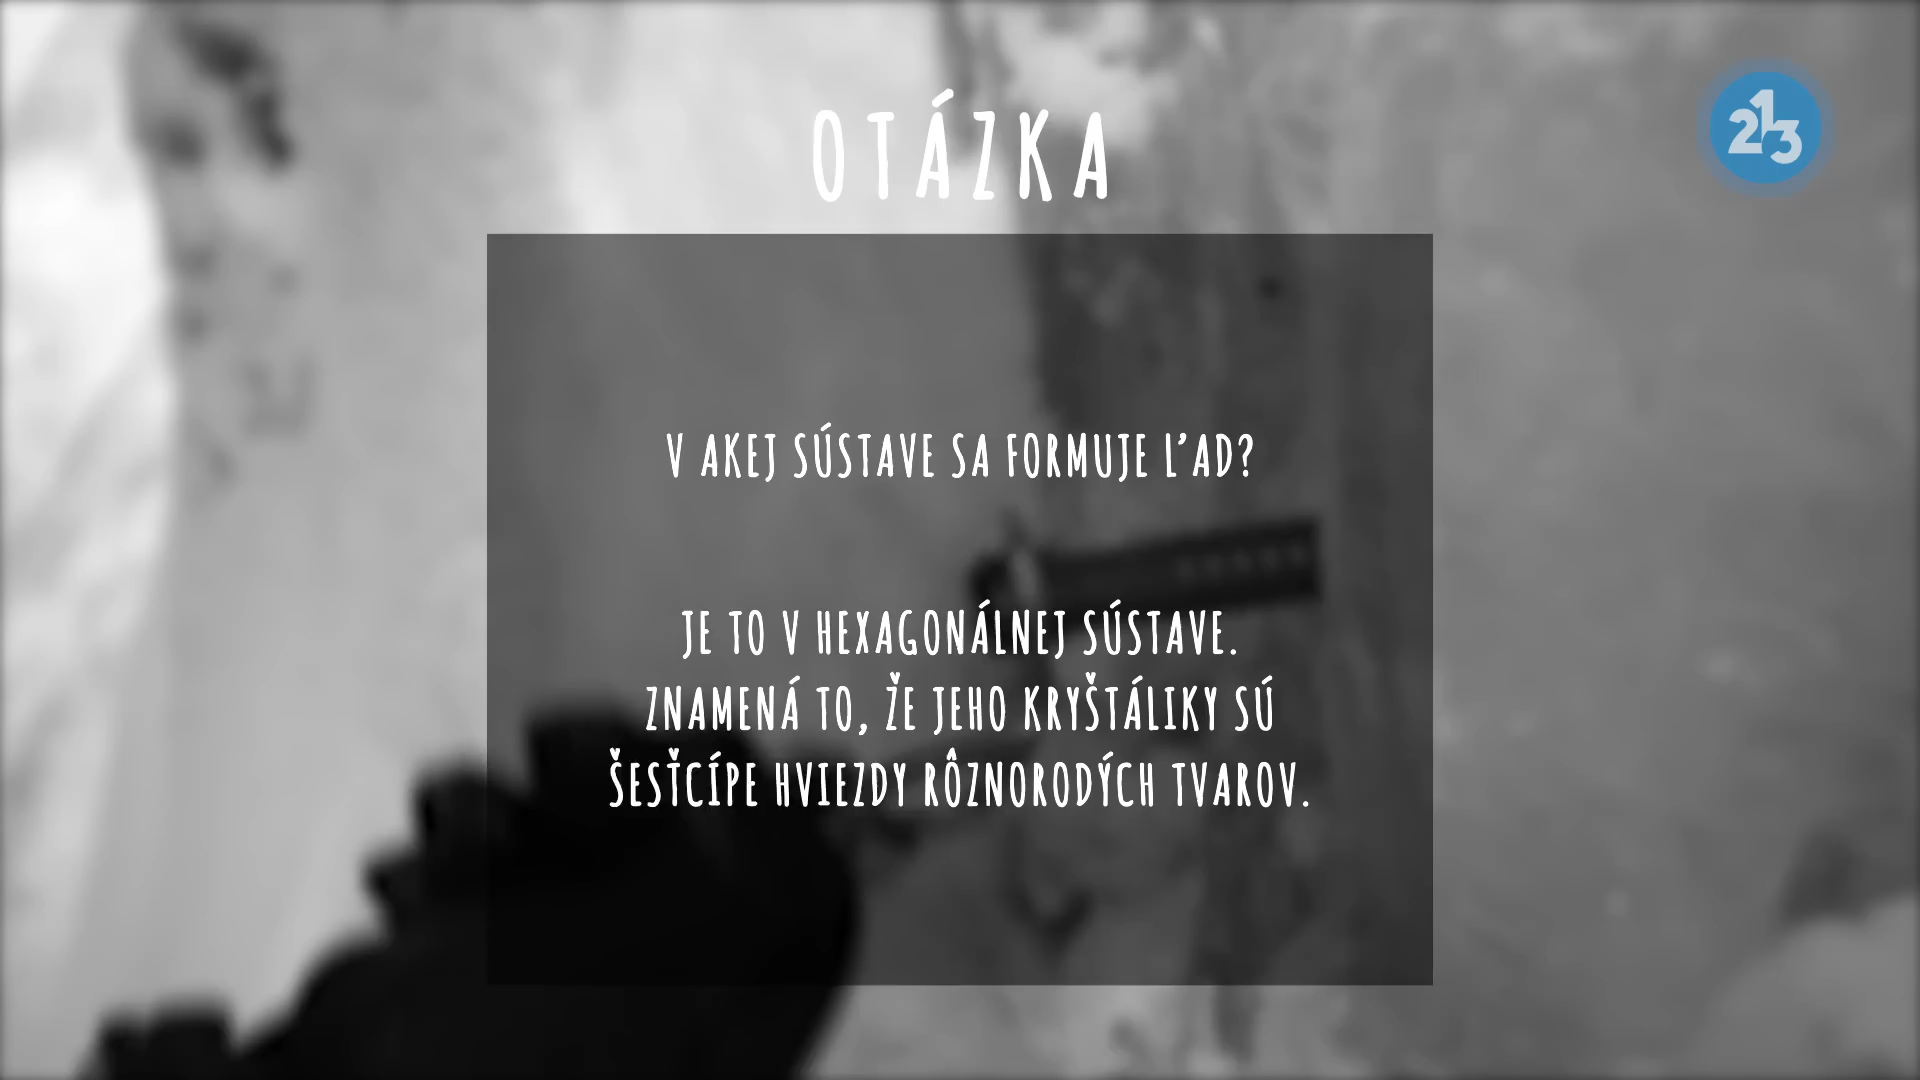 OTÁZKA
213
V AKEJ SÚSTAVE SA FORMUJE ĽAD?
JE TO V HEXAGONÁLNEJ SÚSTAVE.
ZNAMENÁ TO, ŽE JEHO KRYŠTÁLIKY SÚ
ŠESŤCÍPE HVIEZDY RÔZNORODÝCH TVAROV.